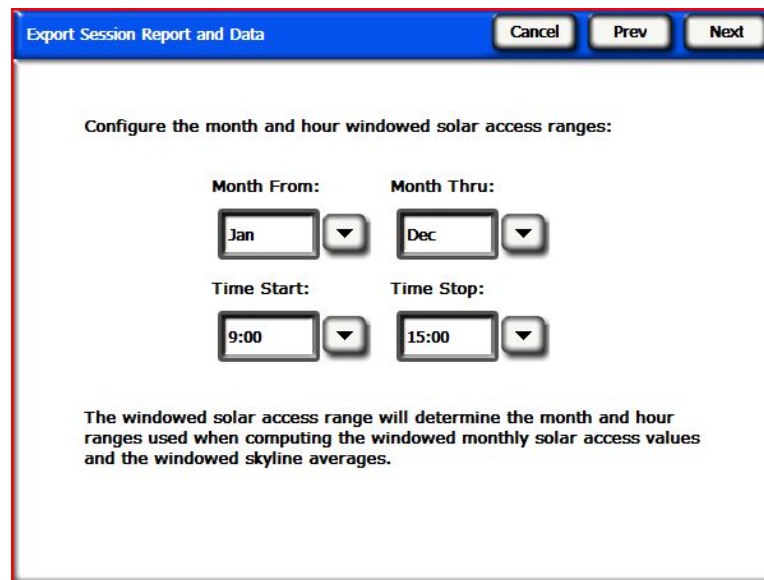 Export Session Report and Data
Cancel
Prev
Next
Configure the month and hour windowed solar access ranges:
Month From:
Month Thru:
Jan
Dec
Time Start:
Time Stop:
9:00
15:00
The windowed solar access range will determine the month and hour
ranges used when computing the windowed monthly solar access values
and the windowed skyline averages.